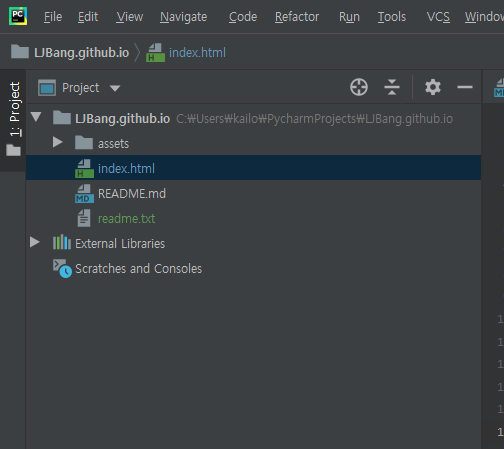 PC File Edit View Navigate Code Refactor Run Tools VCS Window
LJBang.github.io index.html
1: Project
Project
LJBang.github.io C:₩Users₩kailo₩PycharmProjects₩LJBang.github.io
assets
index.html
README.md
readme.txt
External Libraries
Scratches and Consoles